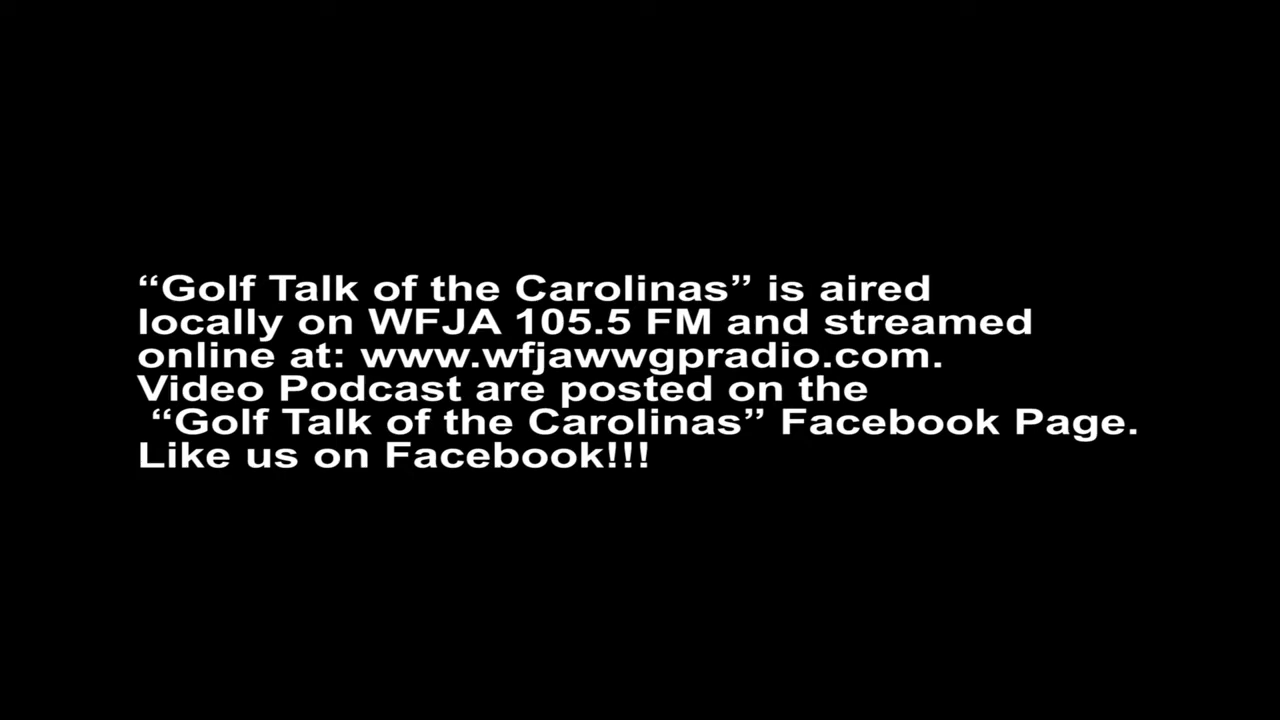 “Golf Talk of the Carolinas” is aired
locally on WFJA 105.5 FM and streamed
online at: www.wfjawwgpradio.com.
Video Podcast are posted on the
“Golf Talk of the Carolinas” Facebook Page.
Like us on Facebook!!!